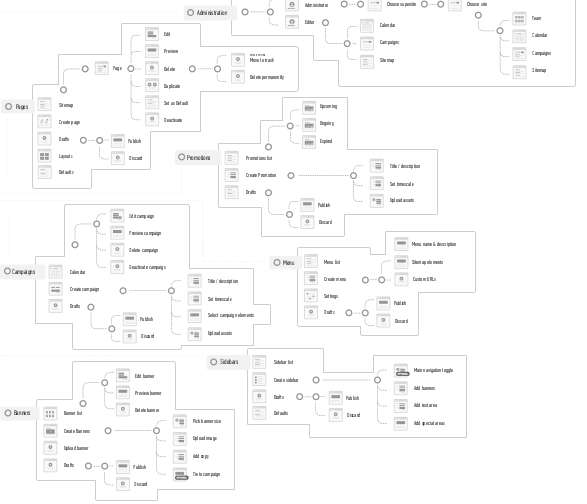 Administration
Administrator
Choose superadmin
Choose site
Editor
Calendar
Campaigns
Sitemap
Team
Calendar
Campaigns
Sitemap
Pages
Sitemap
Create page
Drafts
Layouts
Defaults
Page
Edit
Preview
Delete
Duplicate
Set as Default
Deactivate
Move to trash
Delete permanently
Publish
Discard
Promotions
Promotions list
Create Promotion
Drafts
Upcoming
Ongoing
Expired
Title / description
Set timescale
Upload assets
Publish
Discard
Campaigns
Calendar
Create campaign
Drafts
Edit campaign
Preview campaign
Delete campaign
Deactivate campaign
Title / description
Set timescale
Select campaign elements
Upload assets
Publish
Discard
Menu
Menu list
Create menu
Settings
Drafts
Menu name & description
Sitemap elements
Custom URLs
Publish
Discard
Banners
Banner list
Create Banners
Upload banner
Drafts
Edit banner
Preview banner
Delete banner
Pick banner size
Upload image
Add copy
Tie to campaign
Publish
Discard
Sidebars
Sidebar list
Create sidebar
Drafts
Defaults
Main navigation toggle
Add banner
Add text area
Add special areas
Publish
Discard